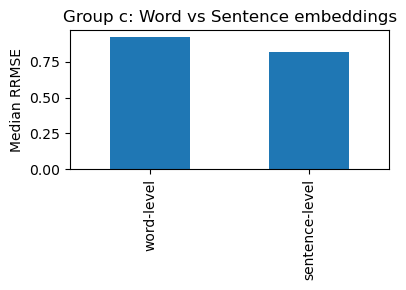 Group c: Word vs Sentence embeddings
Median RRMSE
0.75
0.50
0.25
0.00
word-level
sentence-level